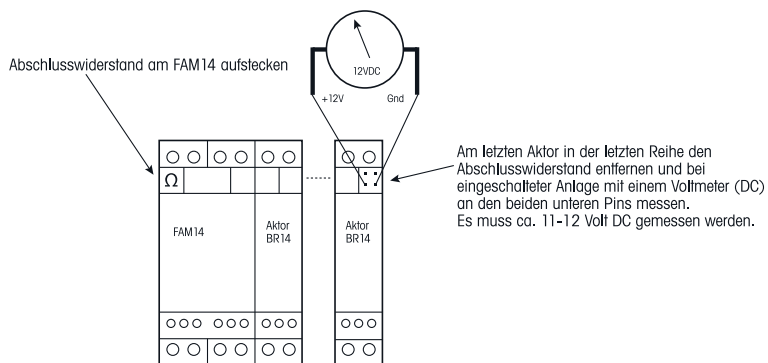 12VDC
+12V
Gnd
Abschlusswiderstand am FAM14 aufstecken
Ω
FAM14
Aktor
BR14
Aktor
BR14
Am letzten Aktor in der letzten Reihe den
Abschlusswiderstand entfernen und bei
eingeschalteter Anlage mit einem Voltmeter (DC)
an den beiden unteren Pins messen.
Es muss ca. 11-12 Volt DC gemessen werden.